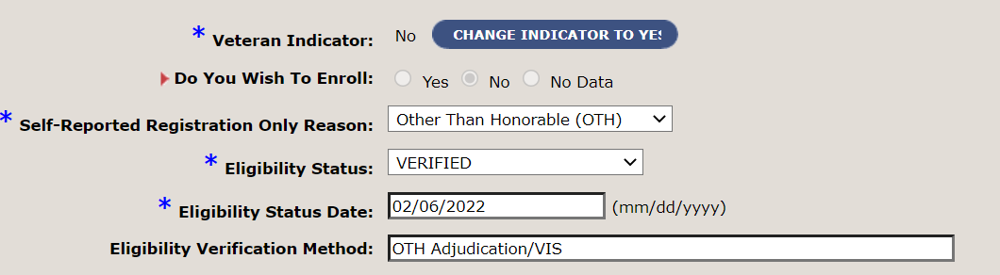 * Veteran Indicator: No CHANGE INDICATOR TO YES
Do You Wish To Enroll: Yes No No Data
* Self-Reported Registration Only Reason: Other Than Honorable (OTH)
* Eligibility Status: VERIFIED
* Eligibility Status Date: 02/06/2022 (mm/dd/yyyy)
Eligibility Verification Method: OTH Adjudication/VIS